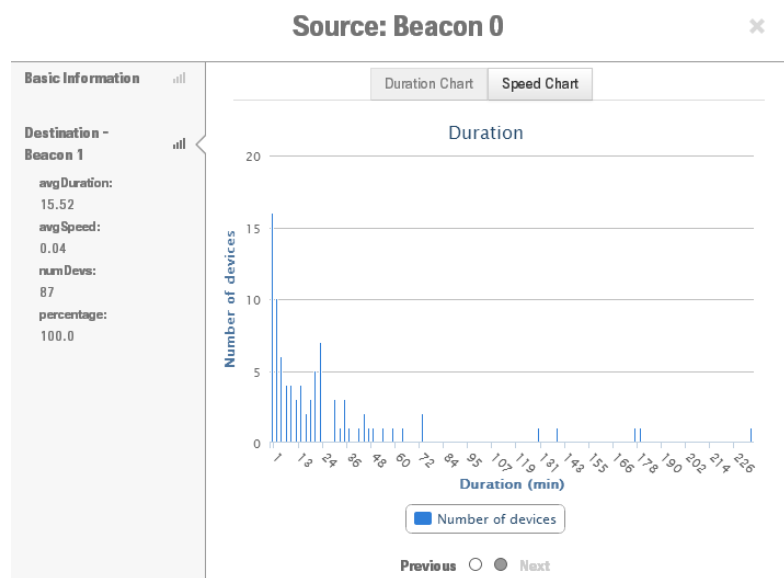 Source: Beacon 0
×
Basic Information
Destination -
Beacon 1
avgDuration:
15.52
avgSpeed:
0.04
numDevs:
87
percentage:
100.0
Duration Chart Speed Chart
Duration
20
15
10
5
0
Number of devices
1 13 24 36 48 60 72 84 95 107 119 131 143 155 166 178 190 202 214 226
Duration (min)
Number of devices
Previous Next